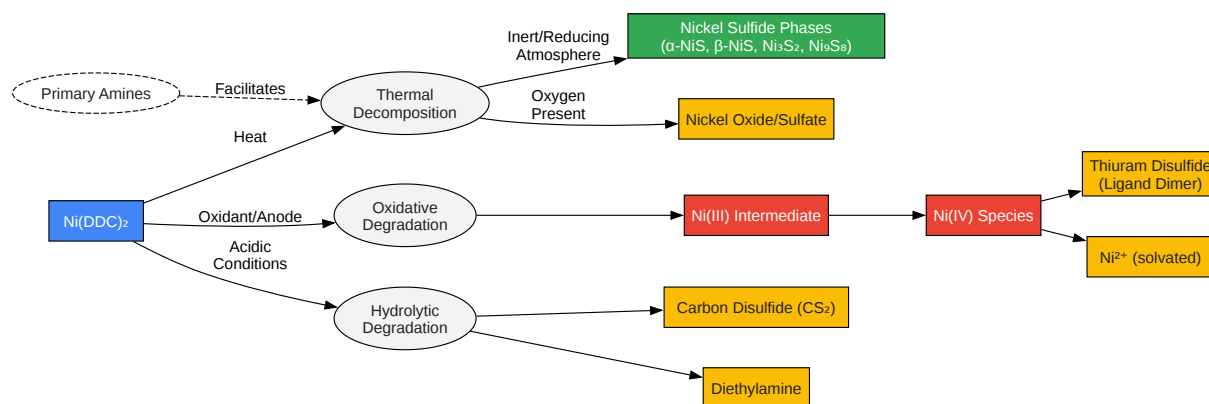 Nickel Sulfide Phases
(α-NiS, β-NiS, Ni₃S₂, Ni₉S₈)
Inert/Reducing
Atmosphere
Primary Amines
Facilitates
Thermal
Decomposition
Oxygen
Present
Nickel Oxide/Sulfate
Heat
Thiuram Disulfide
(Ligand Dimer)
Ni(DDC)₂
Oxidant/Anode
Oxidative
Degradation
Ni(III) Intermediate
Ni(IV) Species
Acidic
Conditions
Ni²⁺ (solvated)
Hydrolytic
Degradation
Carbon Disulfide (CS₂)
Diethylamine